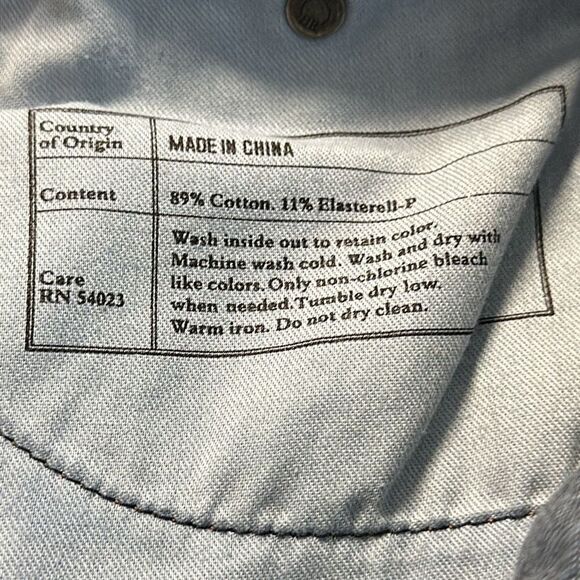 Country
of Origin
MADE IN CHINA
Content
89% Cotton. 11% Elasterell-P
Care
RN 54023
Wash inside out to retain color.
Machine wash cold. Wash and dry with
like colors. Only non-chlorine bleach
when needed. Tumble dry low.
Warm iron. Do not dry clean.